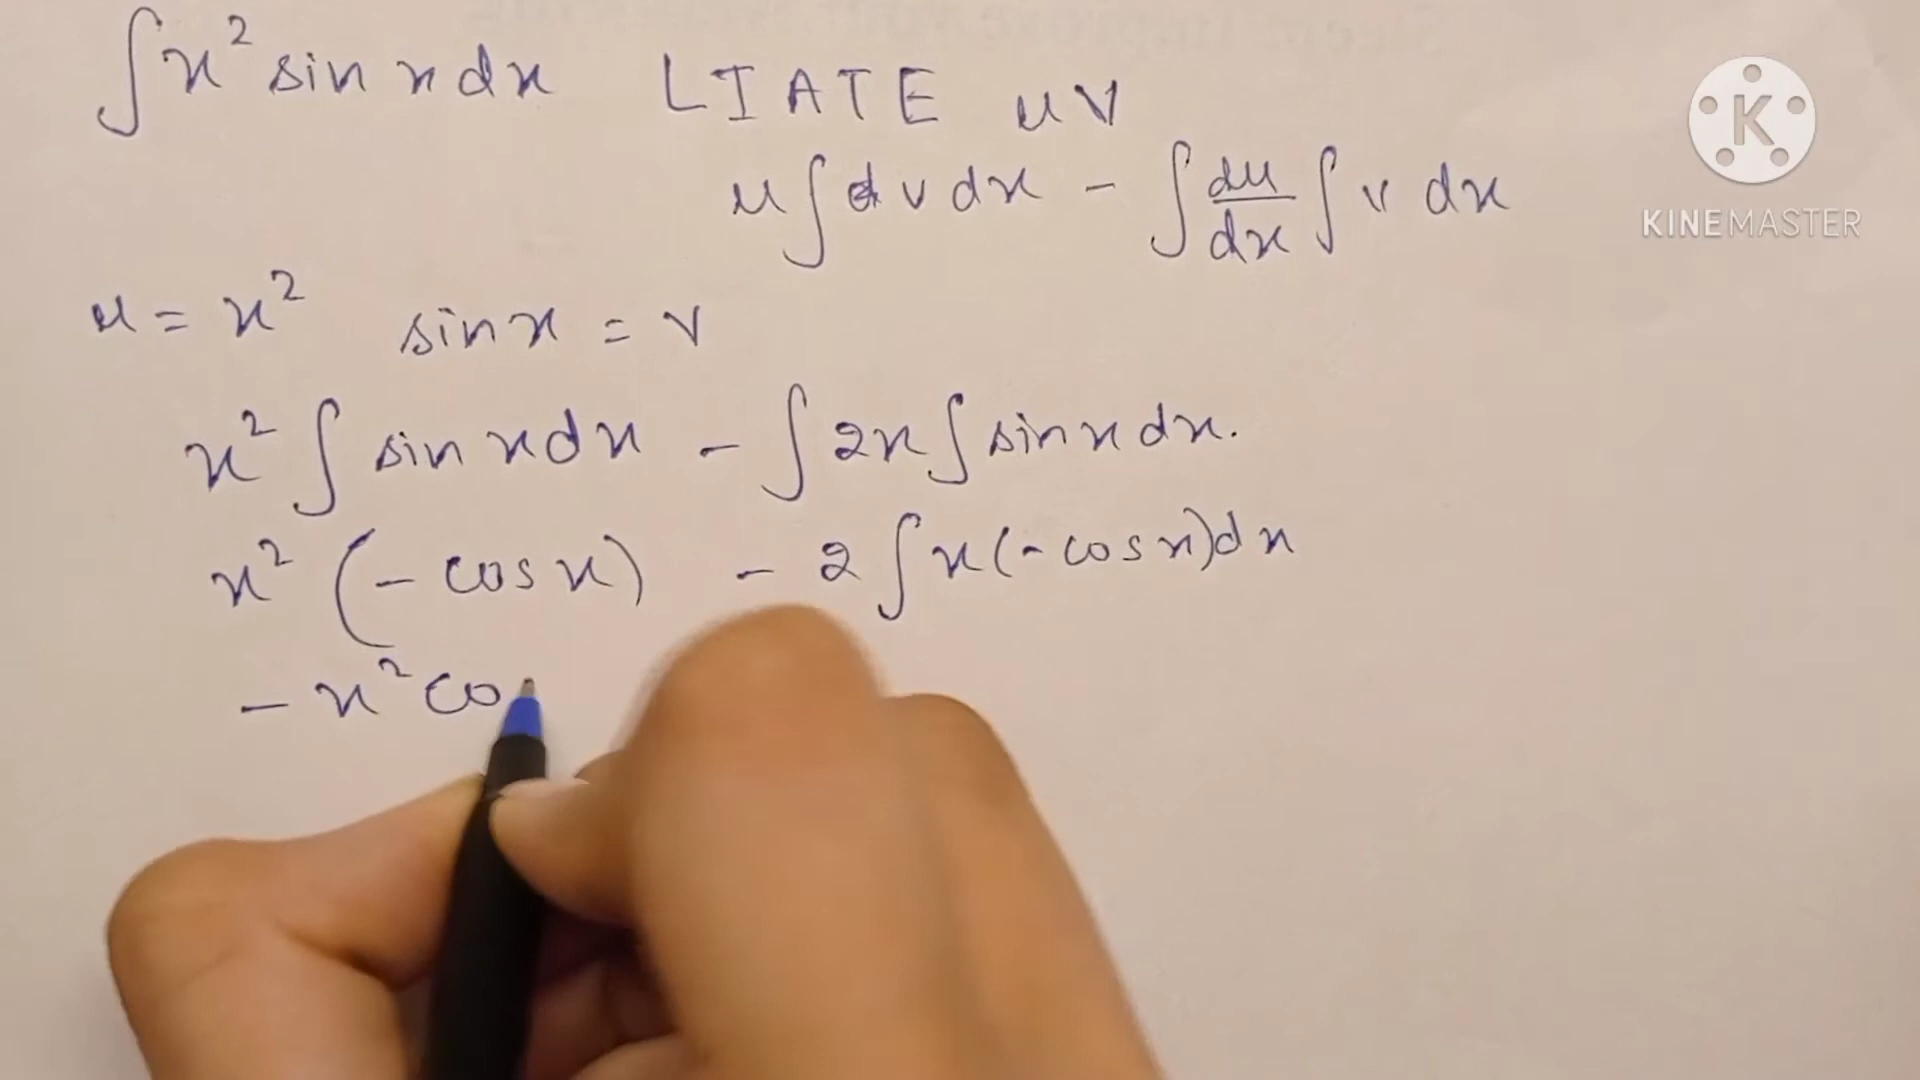 ∫x² sin x dx LIATE uv
u∫dv dx - ∫du/dx ∫v dx
u = x² sinx = v
x² ∫ sin x dx - ∫ 2x ∫ sin x dx.
x² (- cos x) - 2 ∫ x(- cos x) dx
- x² co
K
KINEMASTER